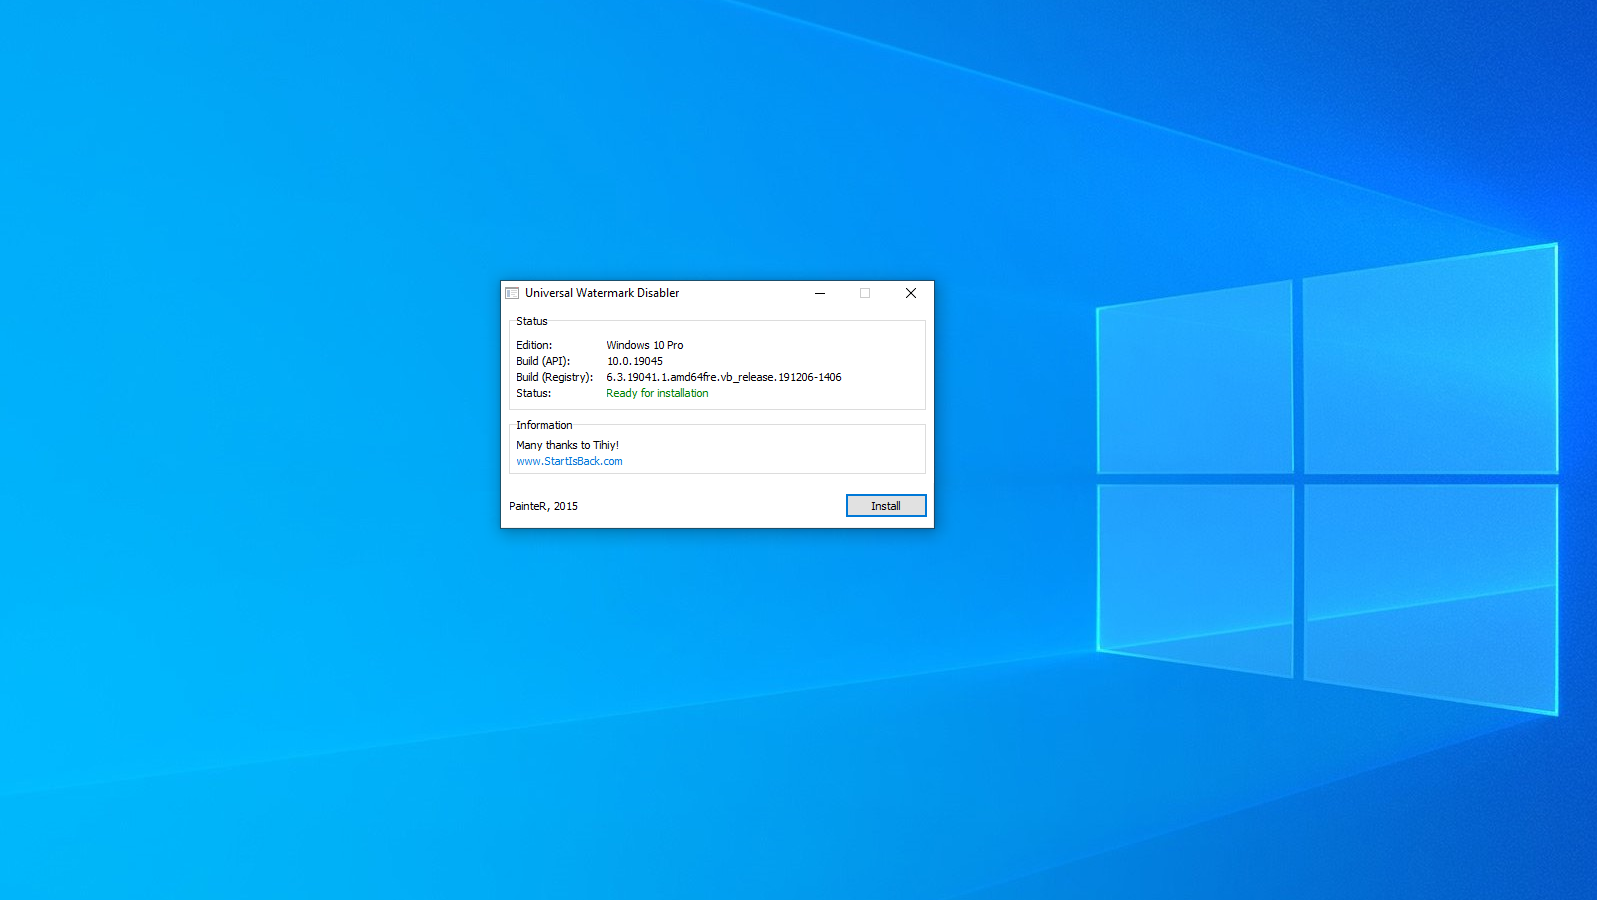 Universal Watermark Disabler
Status
Edition: Windows 10 Pro
Build (API): 10.0.19045
Build (Registry): 6.3.19041.1.amd64fre.vb_release.191206-1406
Status: Ready for installation
Information
Many thanks to Tihiy!
www.StartIsBack.com
PainteR, 2015 Install